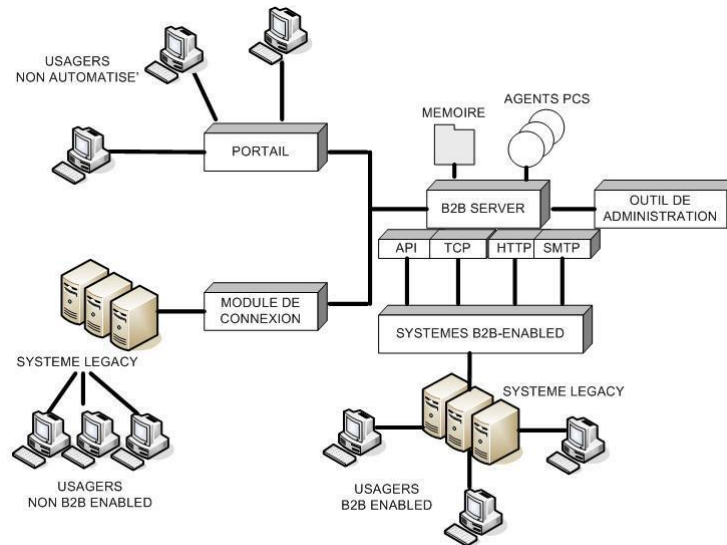 USAGERS
NON AUTOMATISE'
MEMOIRE
AGENTS PCS
PORTAIL
B2B SERVER
OUTIL DE
ADMINISTRATION
API
TCP
HTTP
SMTP
MODULE DE
CONNEXION
SYSTEMES B2B-ENABLED
SYSTEME LEGACY
SYSTEME LEGACY
USAGERS
NON B2B ENABLED
USAGERS
B2B ENABLED